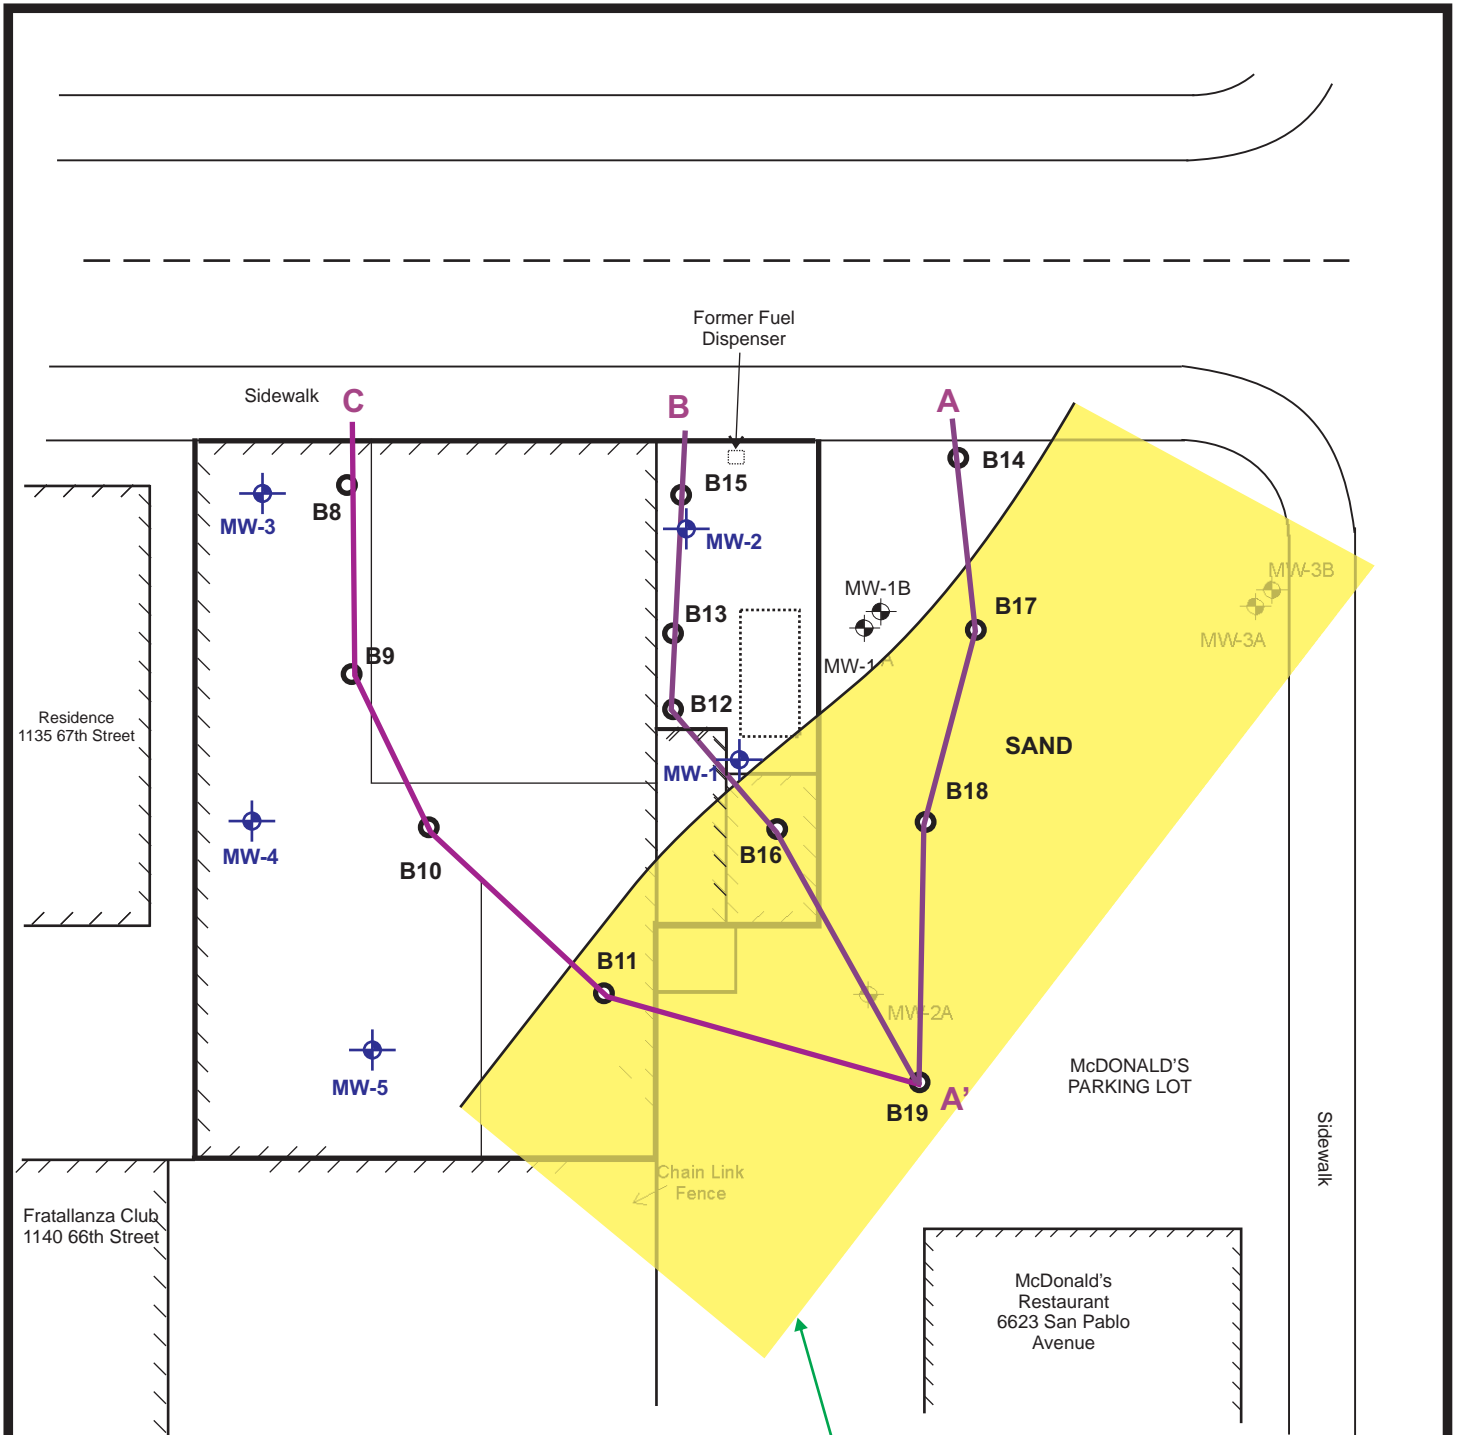 Former Fuel
Dispenser
Sidewalk
C
B
A
B14
B15
B8
MW-3
MW-2
MW-3B
MW-1B
B17
B13
MW-3A
B9
MW-1A
B12
Residence
1135 67th Street
SAND
MW-1
B18
B16
MW-4
B10
B11
MW-2A
McDONALD'S
PARKING LOT
MW-5
A'
B19
Sidewalk
Chain Link
Fence
Fratallanza Club
1140 66th Street
McDonald's
Restaurant
6623 San Pablo
Avenue